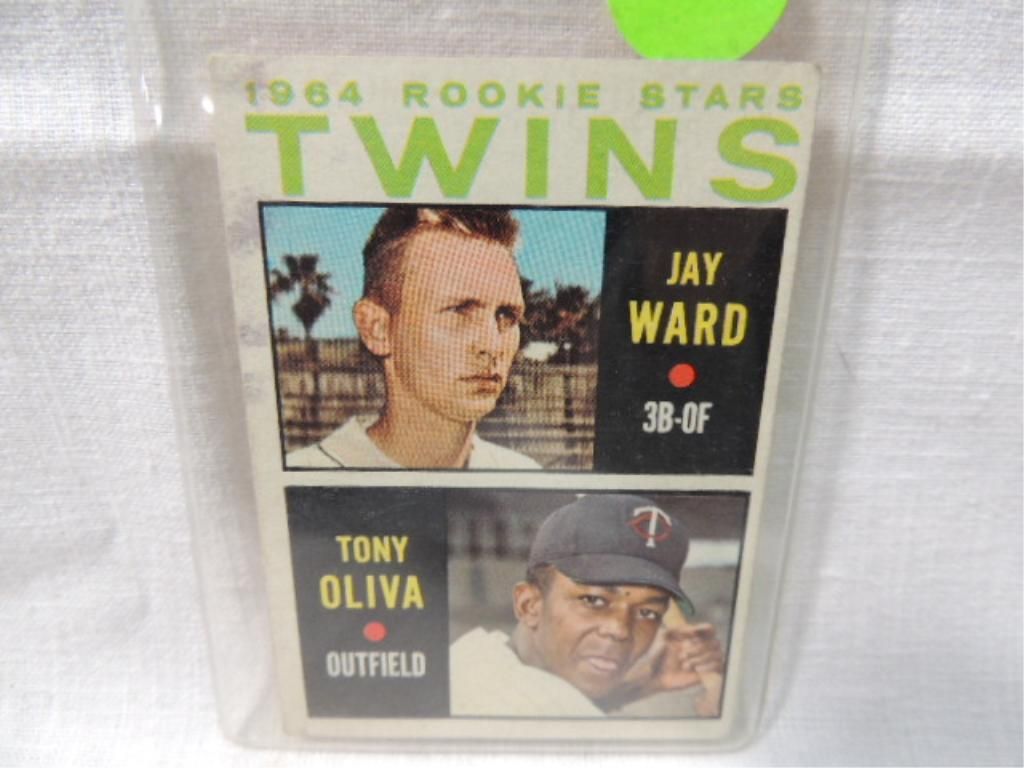 1964 ROOKIE STARS
TWINS
JAY
WARD
3B-OF
TONY
OLIVA
OUTFIELD
T